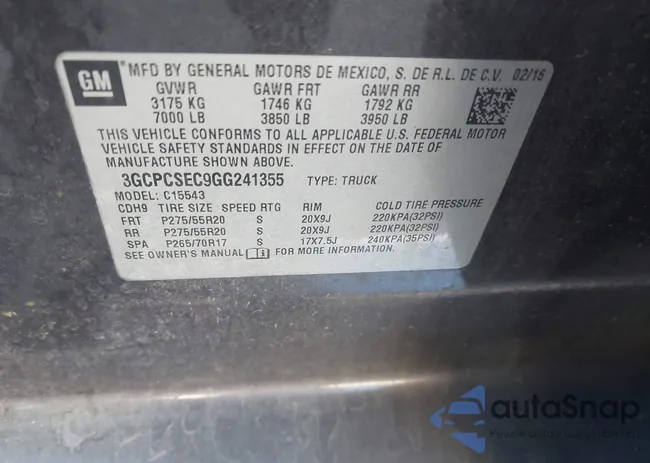 GM
MFD BY GENERAL MOTORS DE MEXICO, S. DE R.L. DE C.V. 02/16
GVWR GAWR FRT GAWR RR
3175 KG 1746 KG 1792 KG
7000 LB 3850 LB 3950 LB
THIS VEHICLE CONFORMS TO ALL APPLICABLE U.S. FEDERAL MOTOR
VEHICLE SAFETY STANDARDS IN EFFECT ON THE DATE OF
MANUFACTURE SHOWN ABOVE.
3GCPCSEC9GG241355 TYPE: TRUCK
MODEL: C15543
CDH9 TIRE SIZE SPEED RTG RIM COLD TIRE PRESSURE
FRT P275/55R20 S 20X9J 220KPA(32PSI)
RR P275/55R20 S 20X9J 220KPA(32PSI)
SPA P265/70R17 S 17X7.5J 240KPA(35PSI)
SEE OWNER'S MANUAL FOR MORE INFORMATION
autoSnap